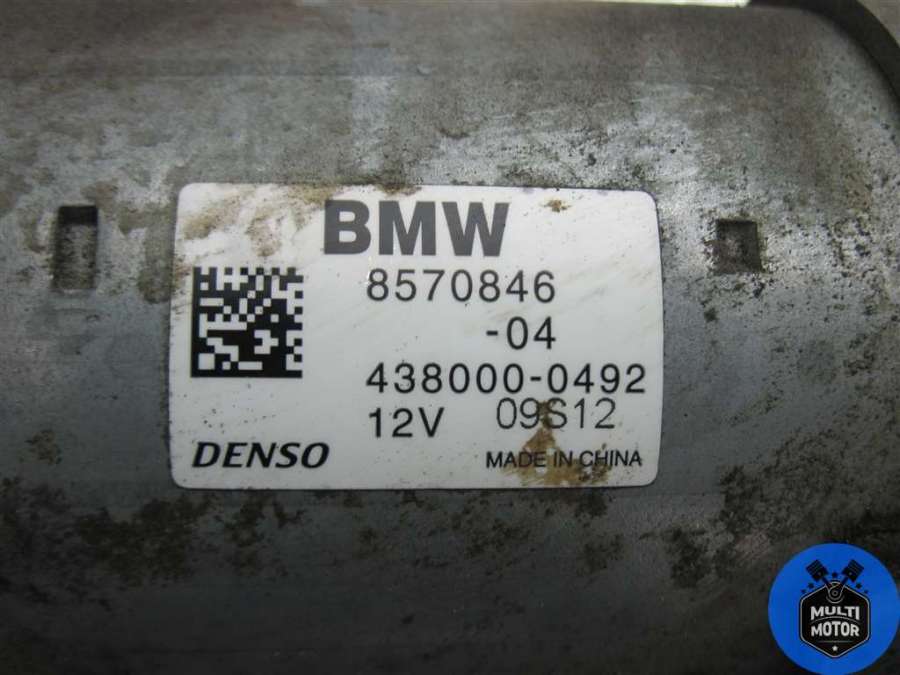 BMW
8570846
-04
438000-0492
12V 09S12
DENSO MADE IN CHINA
MULTI
MOTOR